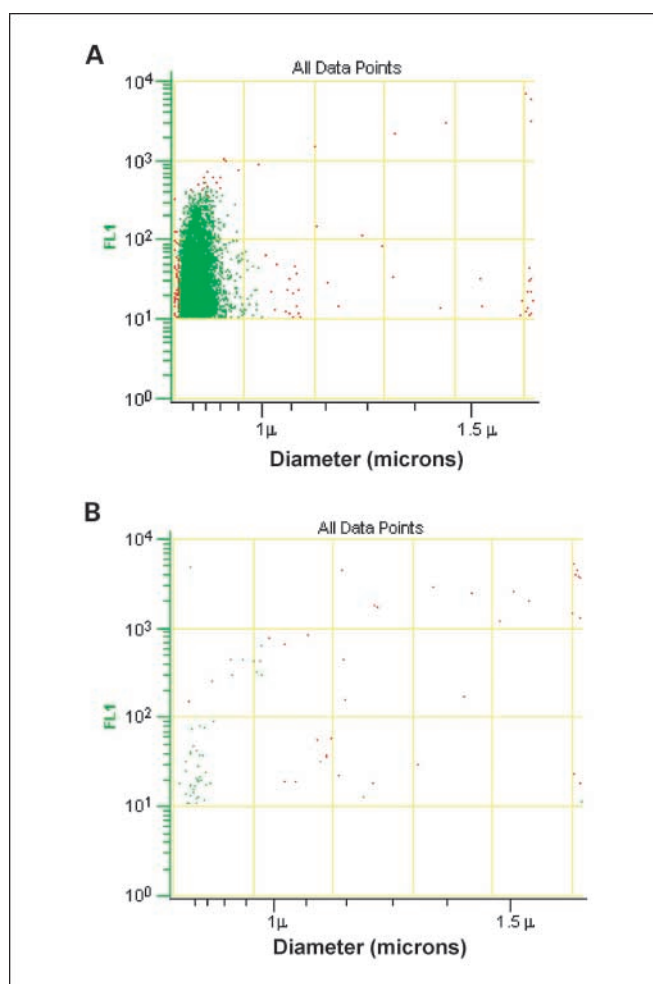 A
All Data Points
10⁴
10³
10²
10¹
10⁰
FL1
1µ
1.5 µ
Diameter (microns)
B
All Data Points
10⁴
10³
10²
10¹
10⁰
FL1
1µ
1.5 µ
Diameter (microns)